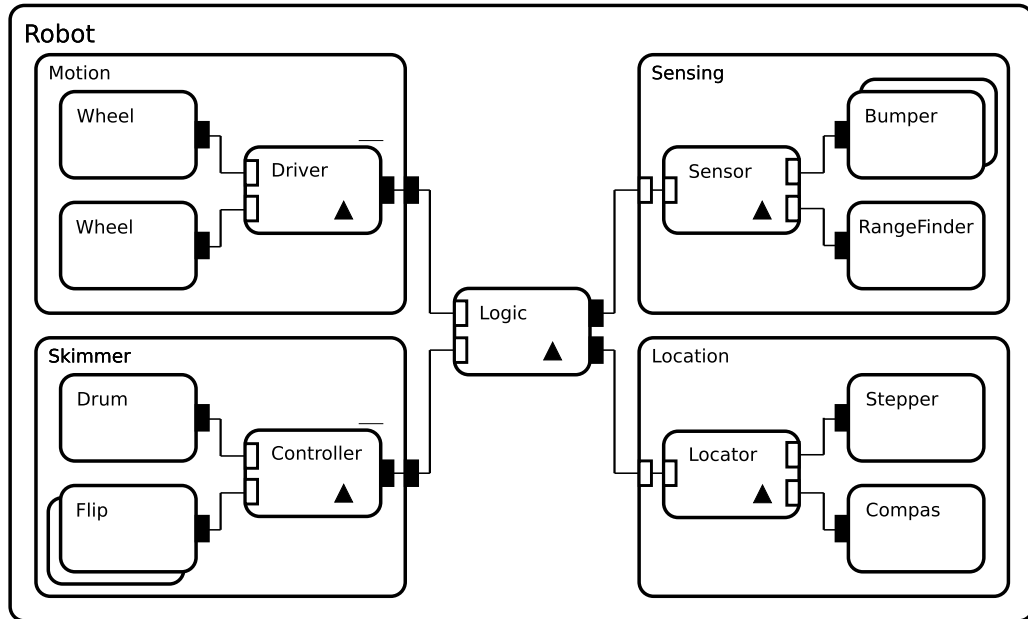 Robot
Motion
Wheel
Driver
Wheel
Sensing
Bumper
Sensor
RangeFinder
Logic
Skimmer
Drum
Controller
Flip
Location
Stepper
Locator
Compas